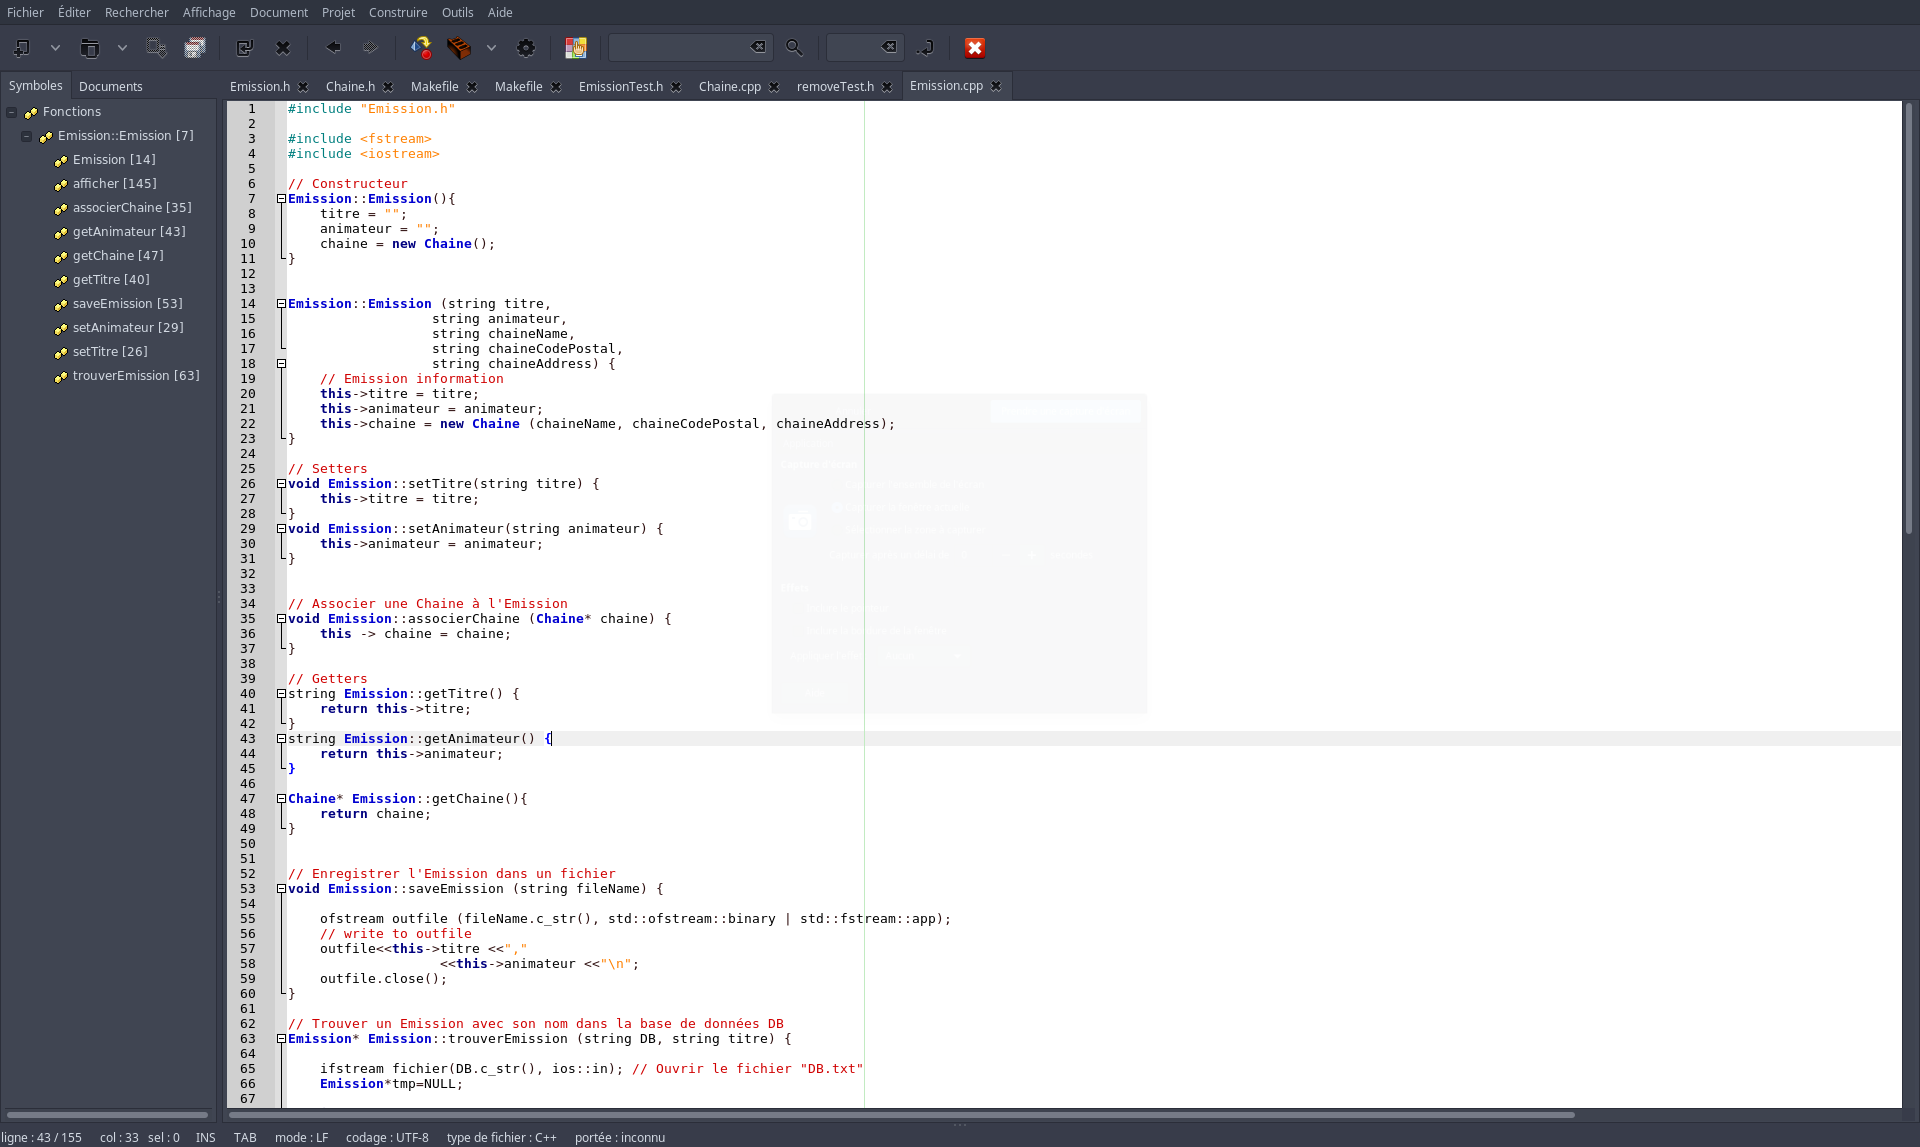 Fichier Éditer Rechercher Affichage Document Projet Construire Outils Aide
Symboles Documents
Emission.h Chaine.h Makefile Makefile EmissionTest.h Chaine.cpp removeTest.h Emission.cpp
Fonctions
Emission::Emission [7]
Emission [14]
afficher [145]
associerChaine [35]
getAnimateur [43]
getChaine [47]
getTitre [40]
saveEmission [53]
setAnimateur [29]
setTitre [26]
trouverEmission [63]
1 #include "Emission.h"
2
3 #include <fstream>
4 #include <iostream>
5
6 // Constructeur
7 Emission::Emission(){
8 titre = "";
9 animateur = "";
10 chaine = new Chaine();
11 }
12
13
14 Emission::Emission (string titre,
15 string animateur,
16 string chaineName,
17 string chaineCodePostal,
18 string chaineAddress) {
19 // Emission information
20 this->titre = titre;
21 this->animateur = animateur;
22 this->chaine = new Chaine (chaineName, chaineCodePostal, chaineAddress);
23 }
24
25 // Setters
26 void Emission::setTitre(string titre) {
27 this->titre = titre;
28 }
29 void Emission::setAnimateur(string animateur) {
30 this->animateur = animateur;
31 }
32
33
34 // Associer une Chaine à l'Emission
35 void Emission::associerChaine (Chaine* chaine) {
36 this -> chaine = chaine;
37 }
38
39 // Getters
40 string Emission::getTitre() {
41 return this->titre;
42 }
43 string Emission::getAnimateur() {
44 return this->animateur;
45 }
46
47 Chaine* Emission::getChaine(){
48 return chaine;
49 }
50
51
52 // Enregistrer l'Emission dans un fichier
53 void Emission::saveEmission (string fileName) {
54
55 ofstream outfile (fileName.c_str(), std::ofstream::binary | std::fstream::app);
56 // write to outfile
57 outfile<<this->titre <<","
58 <<this->animateur <<"\n";
59 outfile.close();
60 }
61
62 // Trouver un Emission avec son nom dans la base de données DB
63 Emission* Emission::trouverEmission (string DB, string titre) {
64
65 ifstream fichier(DB.c_str(), ios::in); // Ouvrir le fichier "DB.txt"
66 Emission*tmp=NULL;
67
ligne : 43 / 155 col : 33 sel : 0 INS TAB mode : LF codage : UTF-8 type de fichier : C++ portée : inconnu